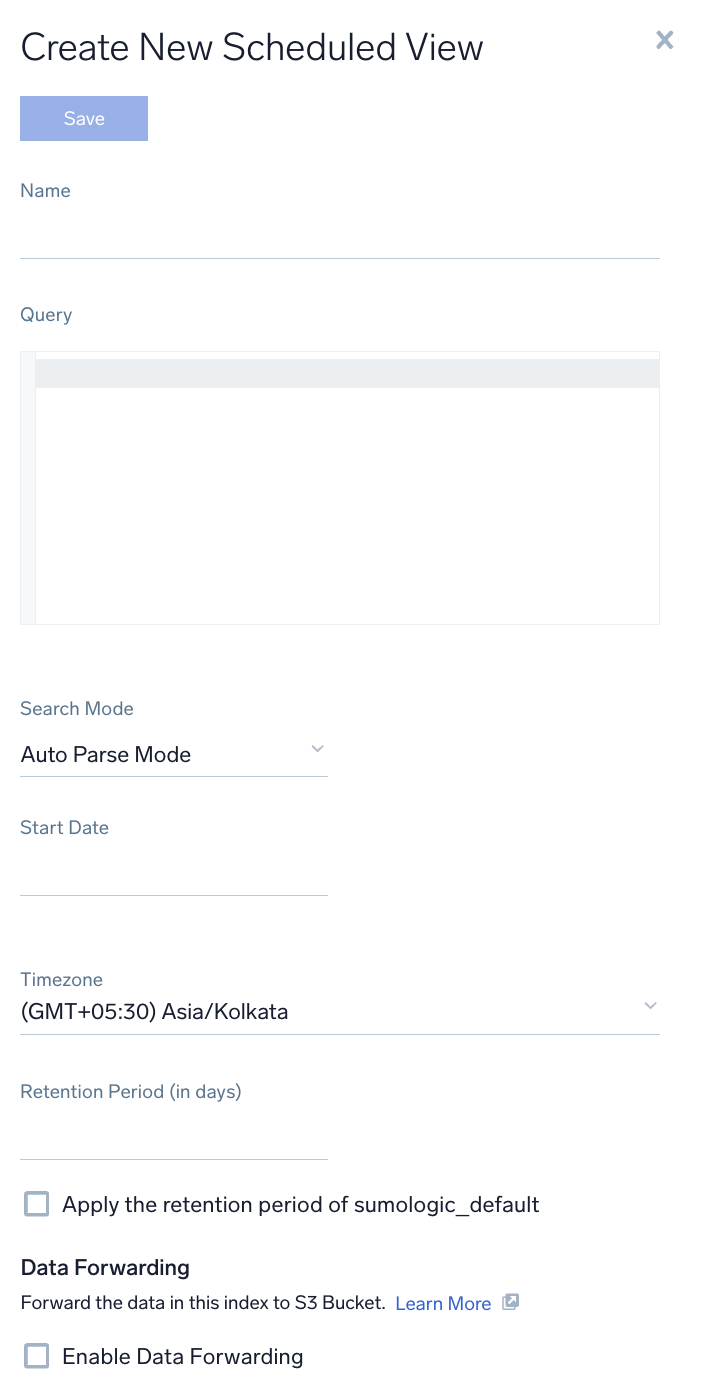 Create New Scheduled View
Save
Name
Query
Search Mode
Auto Parse Mode
Start Date
Timezone
(GMT+05:30) Asia/Kolkata
Retention Period (in days)
Apply the retention period of sumologic_default
Data Forwarding
Forward the data in this index to S3 Bucket. Learn More
Enable Data Forwarding